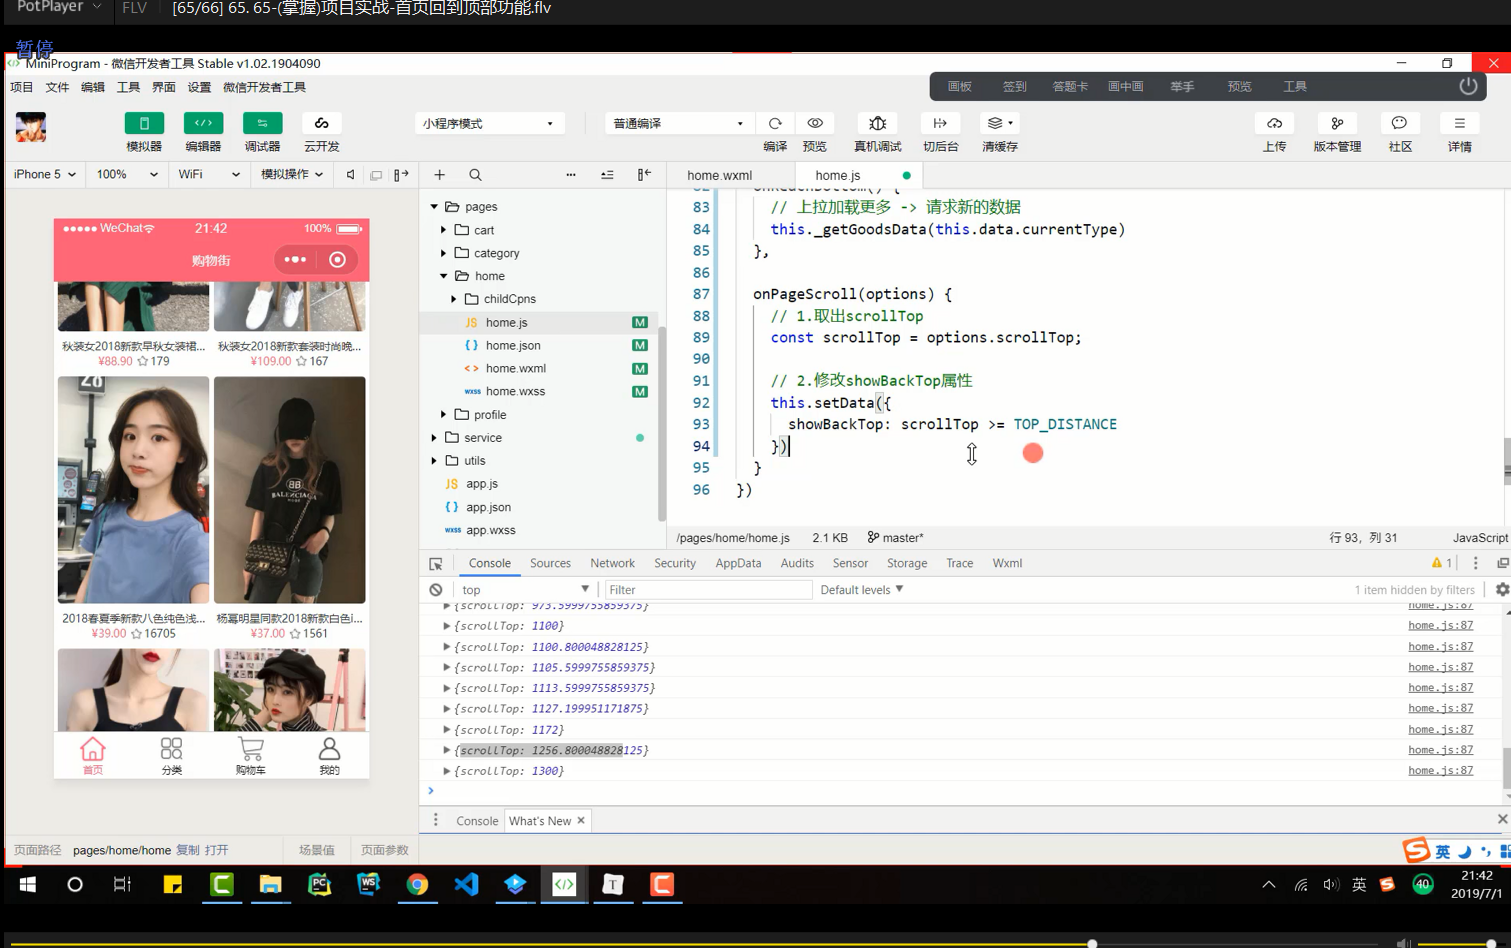 PotPlayer FLV [65/66] 65. 65-(掌握)项目实战-首页回到顶部功能.flv
暂停
MiniProgram - 微信开发者工具 Stable v1.02.1904090
项目 文件 编辑 工具 界面 设置 微信开发者工具
画板 签到 答题卡 画中画 举手 预览 工具
小程序模式 普通编译
模拟器 编辑器 调试器 云开发 编译 预览 真机调试 切后台 清缓存 上传 版本管理 社区 详情
iPhone 5 100% WiFi 模拟操作
home.wxml home.js
WeChat 21:42 100%
购物街
秋装女2018新款早秋女装裙... 秋装女2018新款套装时尚晚...
¥88.90 179 ¥109.00 167
28
BALENCIAGA
2018春夏季新款八色纯色浅... 杨幂明星同款2018新款白色i...
¥39.00 16705 ¥37.00 1561
首页 分类 购物车 我的
页面路径 pages/home/home 复制 打开 场景值 页面参数
pages
cart
category
home
childCpns
JS home.js M
{ } home.json M
< > home.wxml M
wxss home.wxss M
profile
service
utils
JS app.js
{ } app.json
wxss app.wxss
82 onReachBottom() {
83 // 上拉加载更多 -> 请求新的数据
84 this._getGoodsData(this.data.currentType)
85 },
86
87 onPageScroll(options) {
88 // 1.取出scrollTop
89 const scrollTop = options.scrollTop;
90
91 // 2.修改showBackTop属性
92 this.setData({
93 showBackTop: scrollTop >= TOP_DISTANCE
94 })
95 }
96 })
/pages/home/home.js 2.1 KB master* 行 93，列 31 JavaScript
Console Sources Network Security AppData Audits Sensor Storage Trace Wxml 1
top Filter Default levels 1 item hidden by filters
{scrollTop: 973.5999755859375} home.js:87
{scrollTop: 1100} home.js:87
{scrollTop: 1100.800048828125} home.js:87
{scrollTop: 1105.5999755859375} home.js:87
{scrollTop: 1113.5999755859375} home.js:87
{scrollTop: 1127.199951171875} home.js:87
{scrollTop: 1172} home.js:87
{scrollTop: 1256.800048828125} home.js:87
{scrollTop: 1300} home.js:87
Console What's New
S 英
PC WS T C
英 S 40 21:42
2019/7/1